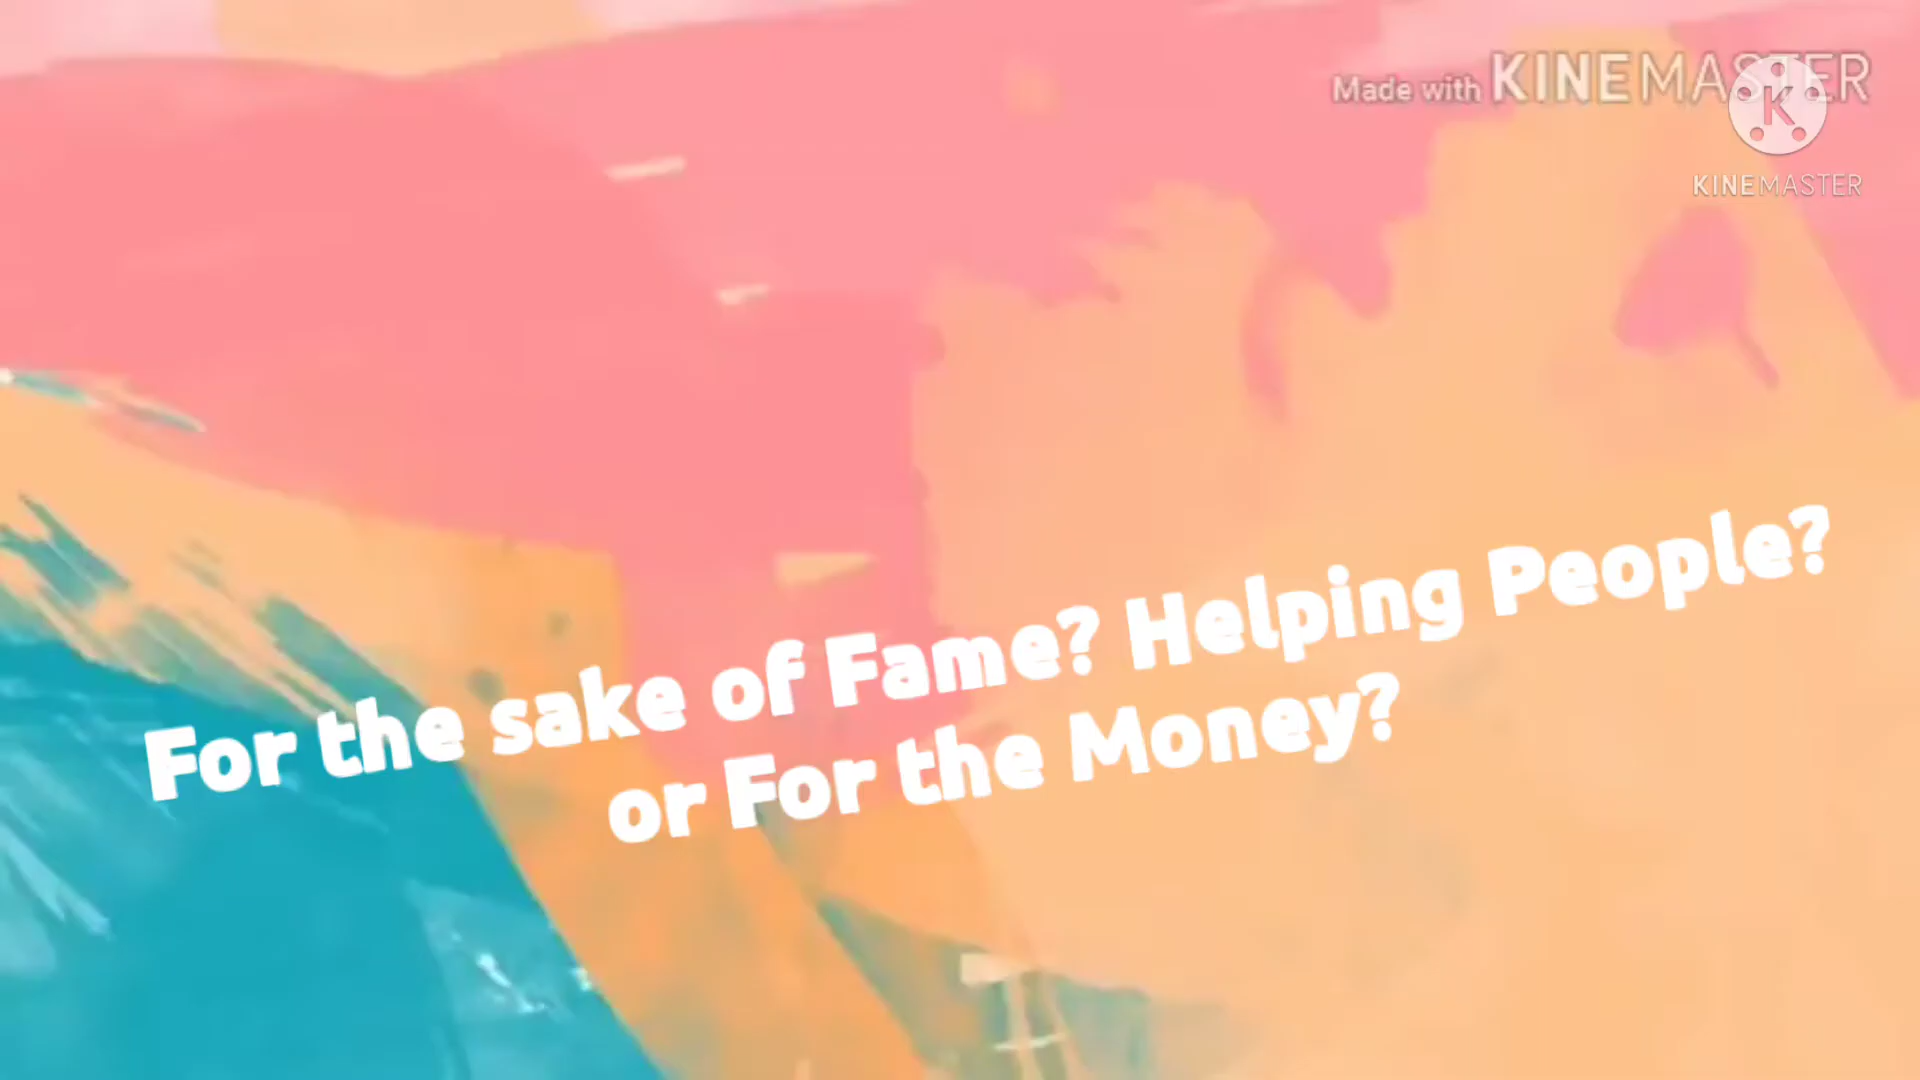 Made with KINEMASTER
K
KINEMASTER
For the sake of Fame? Helping People?
or For the Money?